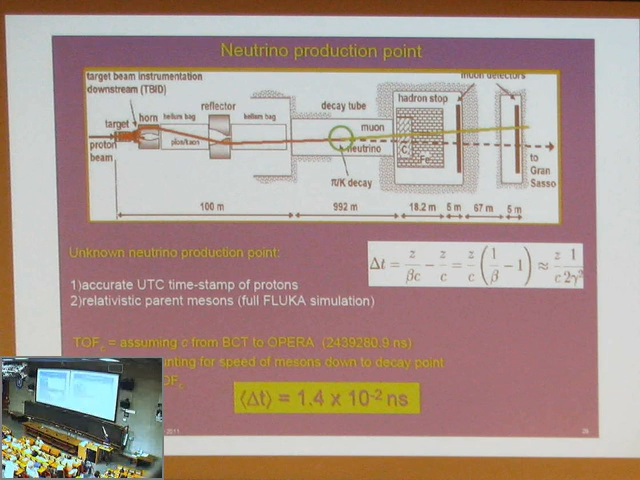 Neutrino production point
target beam instrumentation
downstream (TBID)
muon detectors
reflector
hadron stop
horn
helium bag
helium bag
decay tube
target
muon
proton
beam
pion/kaon
neutrino
C
Fe
to
Gran
Sasso
π/K decay
100 m
992 m
18.2 m
5 m
67 m
5 m
Unknown neutrino production point:
Δt = z/βc − z/c = z/c (1/β − 1) ≈ z/c 1/2γ²
1)accurate UTC time-stamp of protons
2)relativistic parent mesons (full FLUKA simulation)
TOFc = assuming c from BCT to OPERA (2439280.9 ns)
nting for speed of mesons down to decay point
OFc
⟨Δt⟩ = 1.4 x 10-2 ns
2011